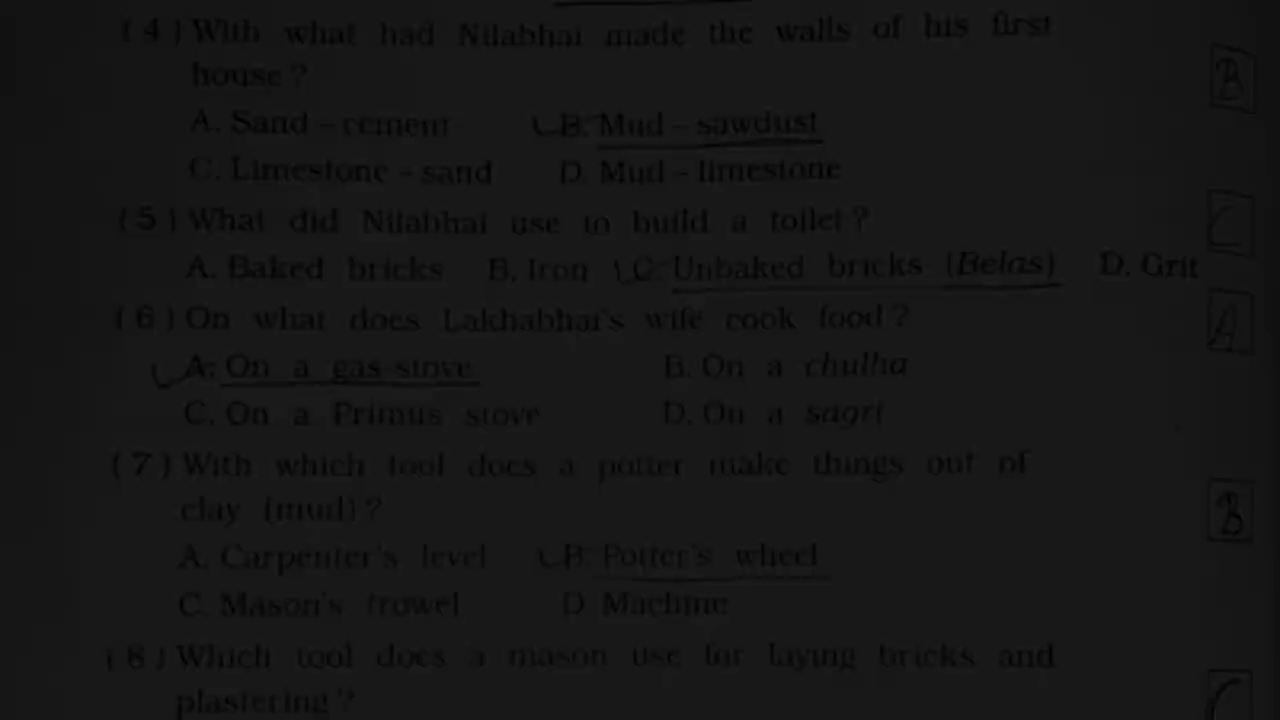 (4) With what had Nilabhai made the walls of his first
house? B
A. Sand - cement B. Mud - sawdust
C. Limestone - sand D. Mud - limestone
(5) What did Nilabhai use to build a toilet? C
A. Baked bricks B. Iron C. Unbaked bricks (Belas) D. Grit
(6) On what does Lakhabhai's wife cook food? A
A. On a gas stove B. On a chulha
C. On a Primus stove D. On a sagri
(7) With which tool does a potter make things out of
clay (mud)? B
A. Carpenter's level B. Potter's wheel
C. Mason's trowel D. Machine
(8) Which tool does a mason use for laying bricks and
plastering? C